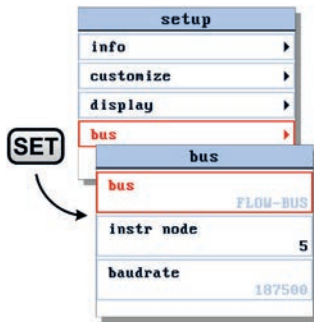 setup
info
customize
display
bus
SET
bus
bus
FLOW-BUS
instr node
5
baudrate
187500